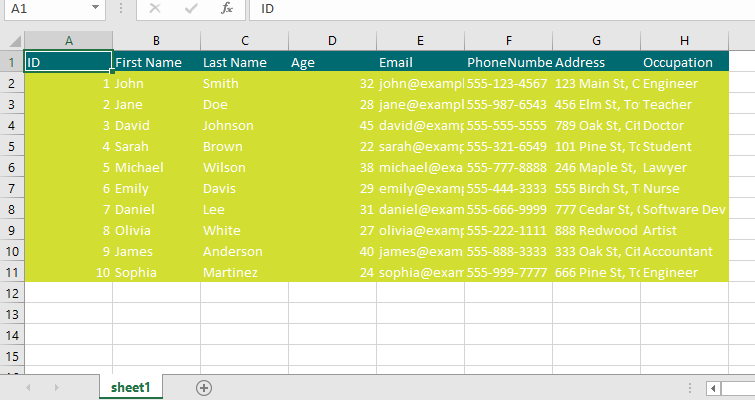 A1 fx ID
A B C D E F G H
1 ID First Name Last Name Age Email PhoneNumbe Address Occupation
2 1 John Smith 32 john@exampl 555-123-4567 123 Main St, C Engineer
3 2 Jane Doe 28 jane@exampl 555-987-6543 456 Elm St, To Teacher
4 3 David Johnson 45 david@examp 555-555-5555 789 Oak St, Cit Doctor
5 4 Sarah Brown 22 sarah@examp 555-321-6549 101 Pine St, To Student
6 5 Michael Wilson 38 michael@exa 555-777-8888 246 Maple St, Lawyer
7 6 Emily Davis 29 emily@exam 555-444-3333 555 Birch St, T Nurse
8 7 Daniel Lee 31 daniel@exam 555-666-9999 777 Cedar St, Software Dev
9 8 Olivia White 27 olivia@examp 555-222-1111 888 Redwood Artist
10 9 James Anderson 40 james@exam 555-888-3333 333 Oak St, Cit Accountant
11 10 Sophia Martinez 24 sophia@exam 555-999-7777 666 Pine St, To Engineer
12
13
14
15
sheet1